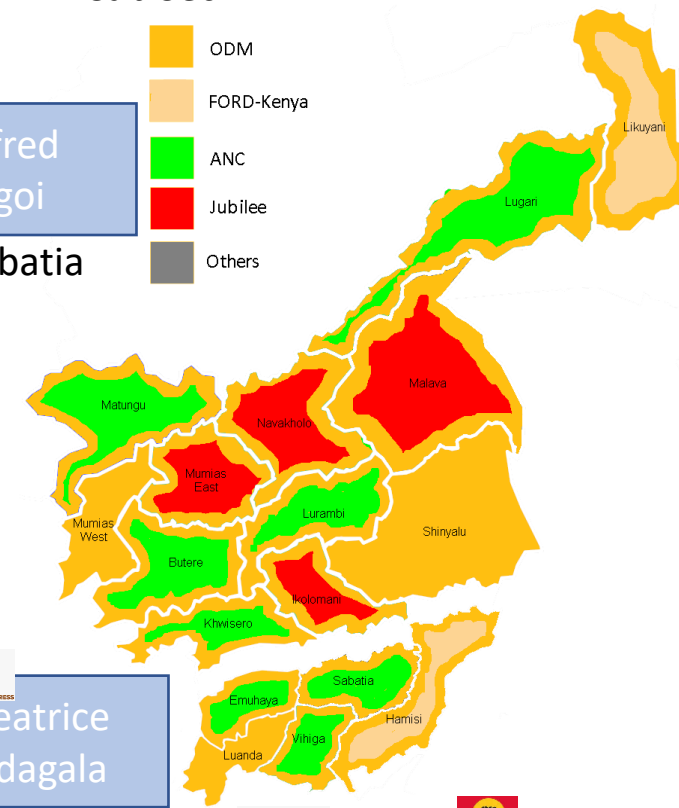 ODM
FORD-Kenya
ANC
Jubilee
Others
batia
goi
Likuyani
Lugari
Malava
Matungu
Navakholo
Mumias
East
Lurambi
Mumias
West
Shinyalu
Butere
Ikolomani
Khwisero
Sabatia
Emuhaya
Hamisi
Vihiga
Luanda
eatrice
dagala